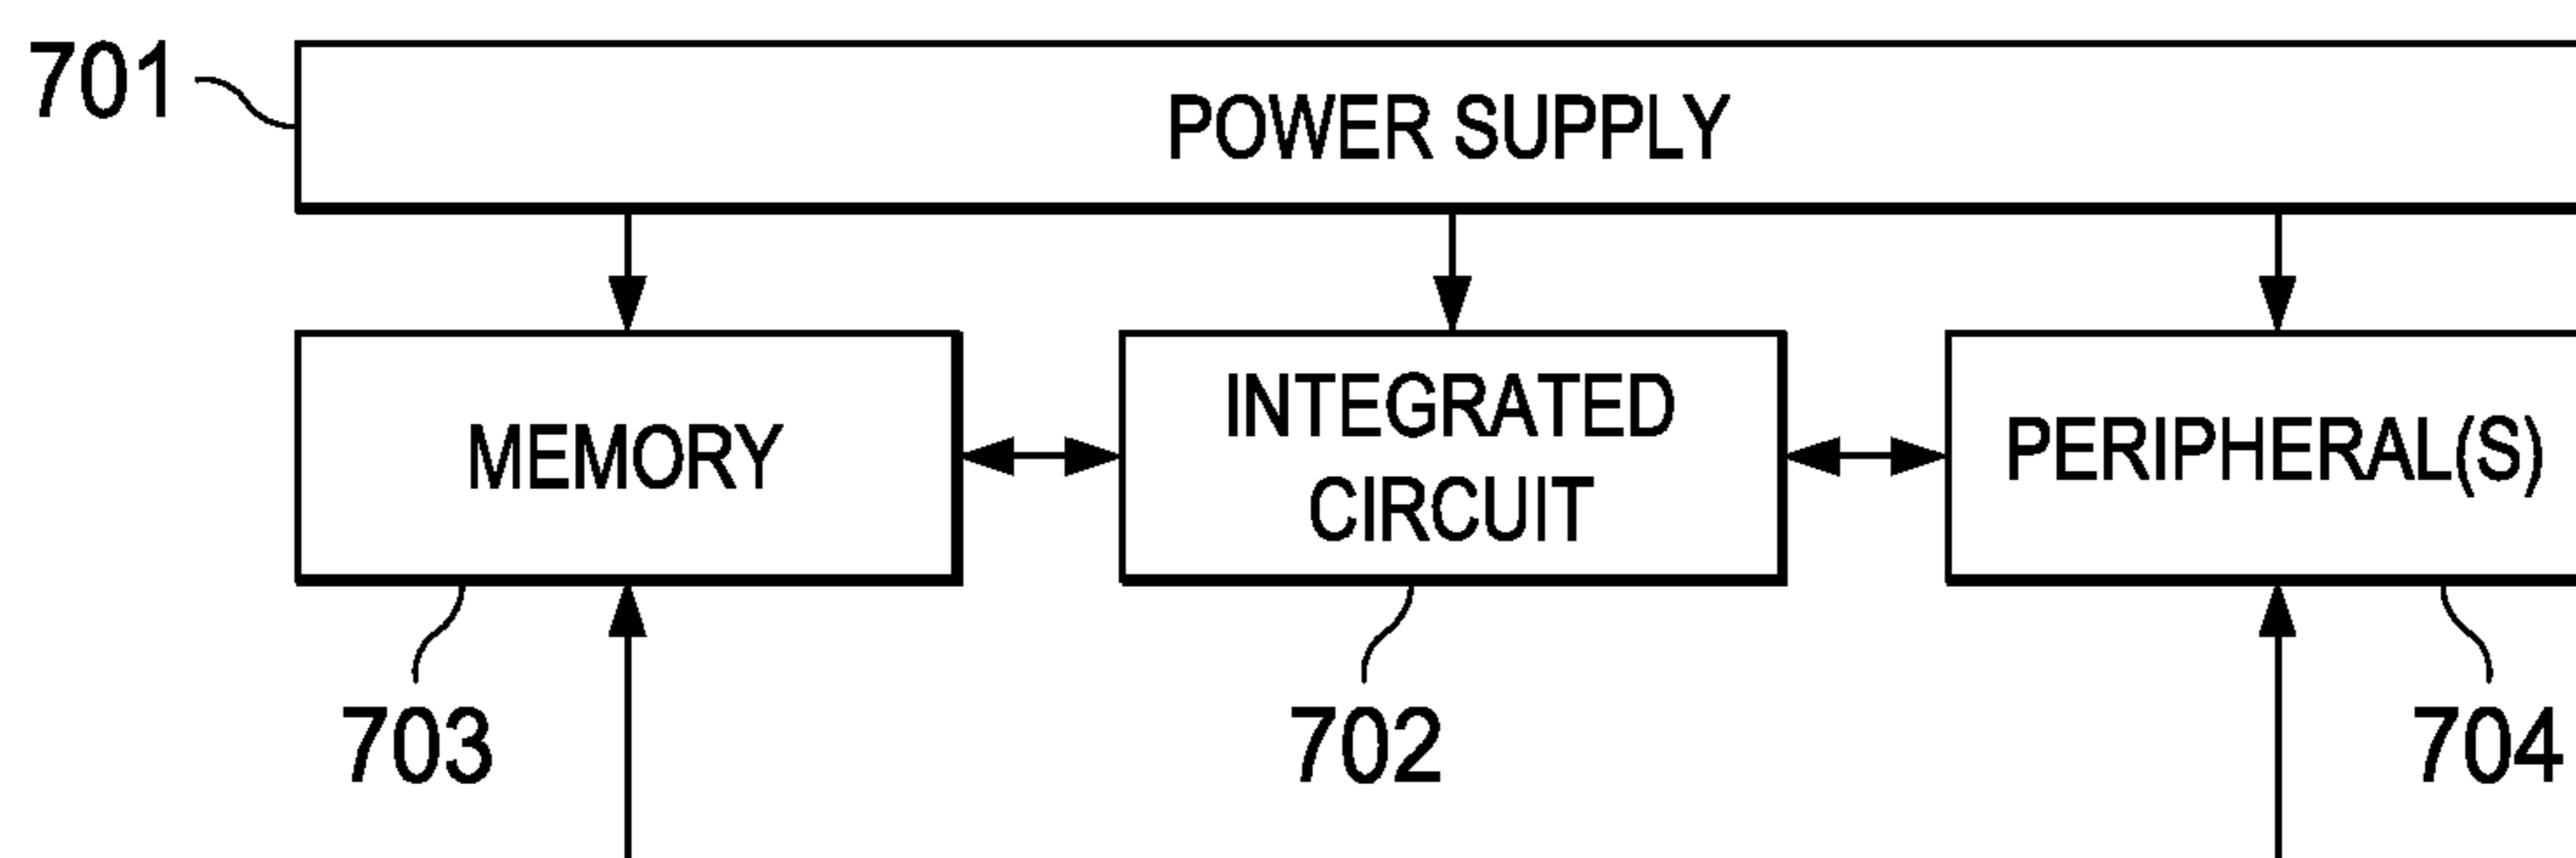 701
POWER SUPPLY
MEMORY
INTEGRATED
CIRCUIT
PERIPHERAL(S)
703
702
704